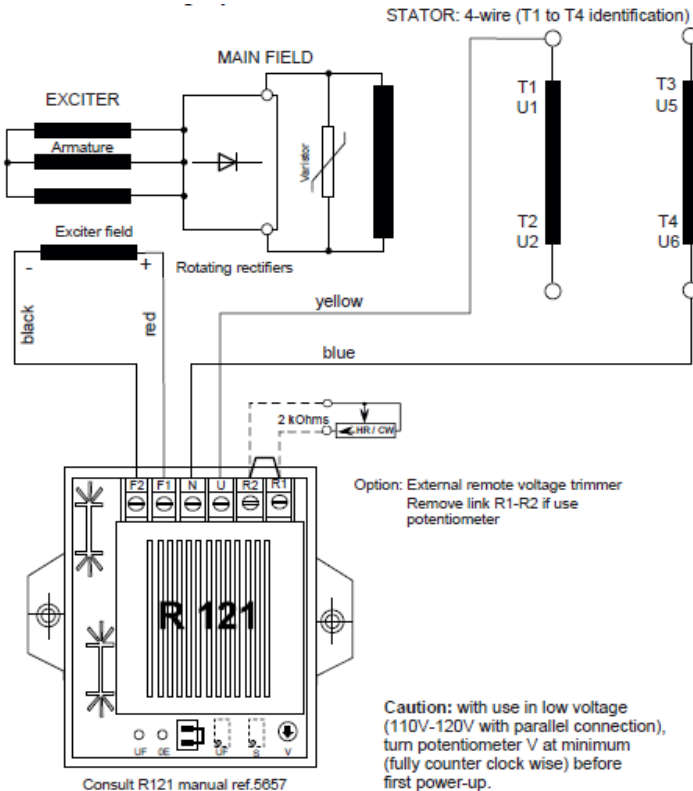 STATOR: 4-wire (T1 to T4 identification)
MAIN FIELD
EXCITER
Armature
Varistor
T1
U1
T3
U5
T2
U2
T4
U6
Exciter field
-
+
Rotating rectifiers
black
red
yellow
blue
2 kOhms
HR / CW
F2 F1 N U R2 R1
Option: External remote voltage trimmer
Remove link R1-R2 if use
potentiometer
R 121
UF OE UF S V
Caution: with use in low voltage
(110V-120V with parallel connection),
turn potentiometer V at minimum
(fully counter clock wise) before
first power-up.
Consult R121 manual ref.5657